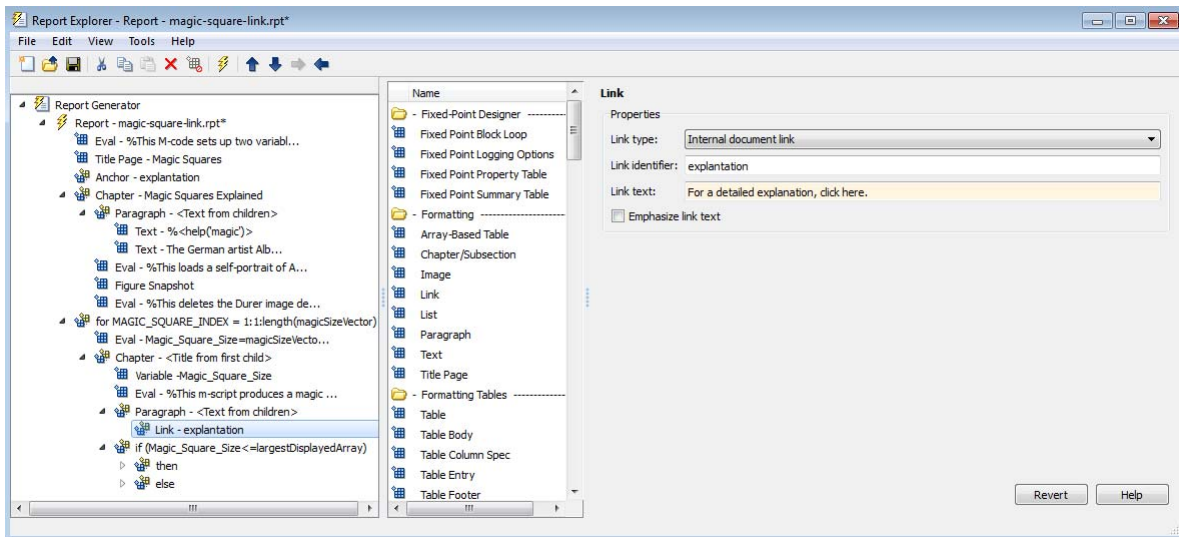 Report Explorer - Report - magic-square-link.rpt*
File Edit View Tools Help
Report Generator
Report - magic-square-link.rpt*
Eval - %This M-code sets up two variabl...
Title Page - Magic Squares
Anchor - explantation
Chapter - Magic Squares Explained
Paragraph - <Text from children>
Text - %<help('magic')>
Text - The German artist Alb...
Eval - %This loads a self-portrait of A...
Figure Snapshot
Eval - %This deletes the Durer image de...
for MAGIC_SQUARE_INDEX = 1:1:length(magicSizeVector)
Eval - Magic_Square_Size=magicSizeVecto...
Chapter - <Title from first child>
Variable -Magic_Square_Size
Eval - %This m-script produces a magic ...
Paragraph - <Text from children>
Link - explantation
if (Magic_Square_Size<=largestDisplayedArray)
then
else
Name
- Fixed-Point Designer ----------
Fixed Point Block Loop
Fixed Point Logging Options
Fixed Point Property Table
Fixed Point Summary Table
- Formatting --------------------
Array-Based Table
Chapter/Subsection
Image
Link
List
Paragraph
Text
Title Page
- Formatting Tables -------------
Table
Table Body
Table Column Spec
Table Entry
Table Footer
Link
Properties
Link type: Internal document link
Link identifier: explantation
Link text: For a detailed explanation, click here.
Emphasize link text
Revert Help